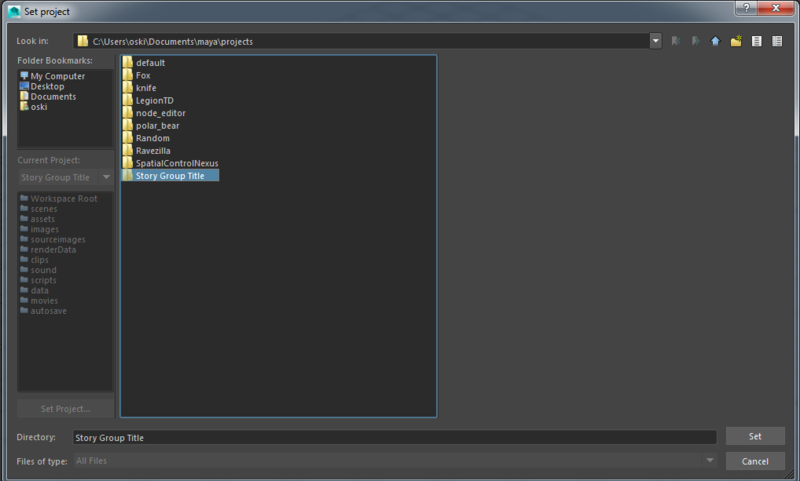 Set project
Look in:
C:\Users\oski\Documents\maya\projects
Folder Bookmarks:
My Computer
Desktop
Documents
oski
Current Project:
Story Group Title
Workspace Root
scenes
assets
images
sourceimages
renderData
clips
sound
scripts
data
movies
autosave
Set Project...
default
Fox
knife
LegionTD
node_editor
polar_bear
Random
Ravezilla
SpatialControlNexus
Story Group Title
Directory:
Story Group Title
Set
Files of type:
All Files
Cancel